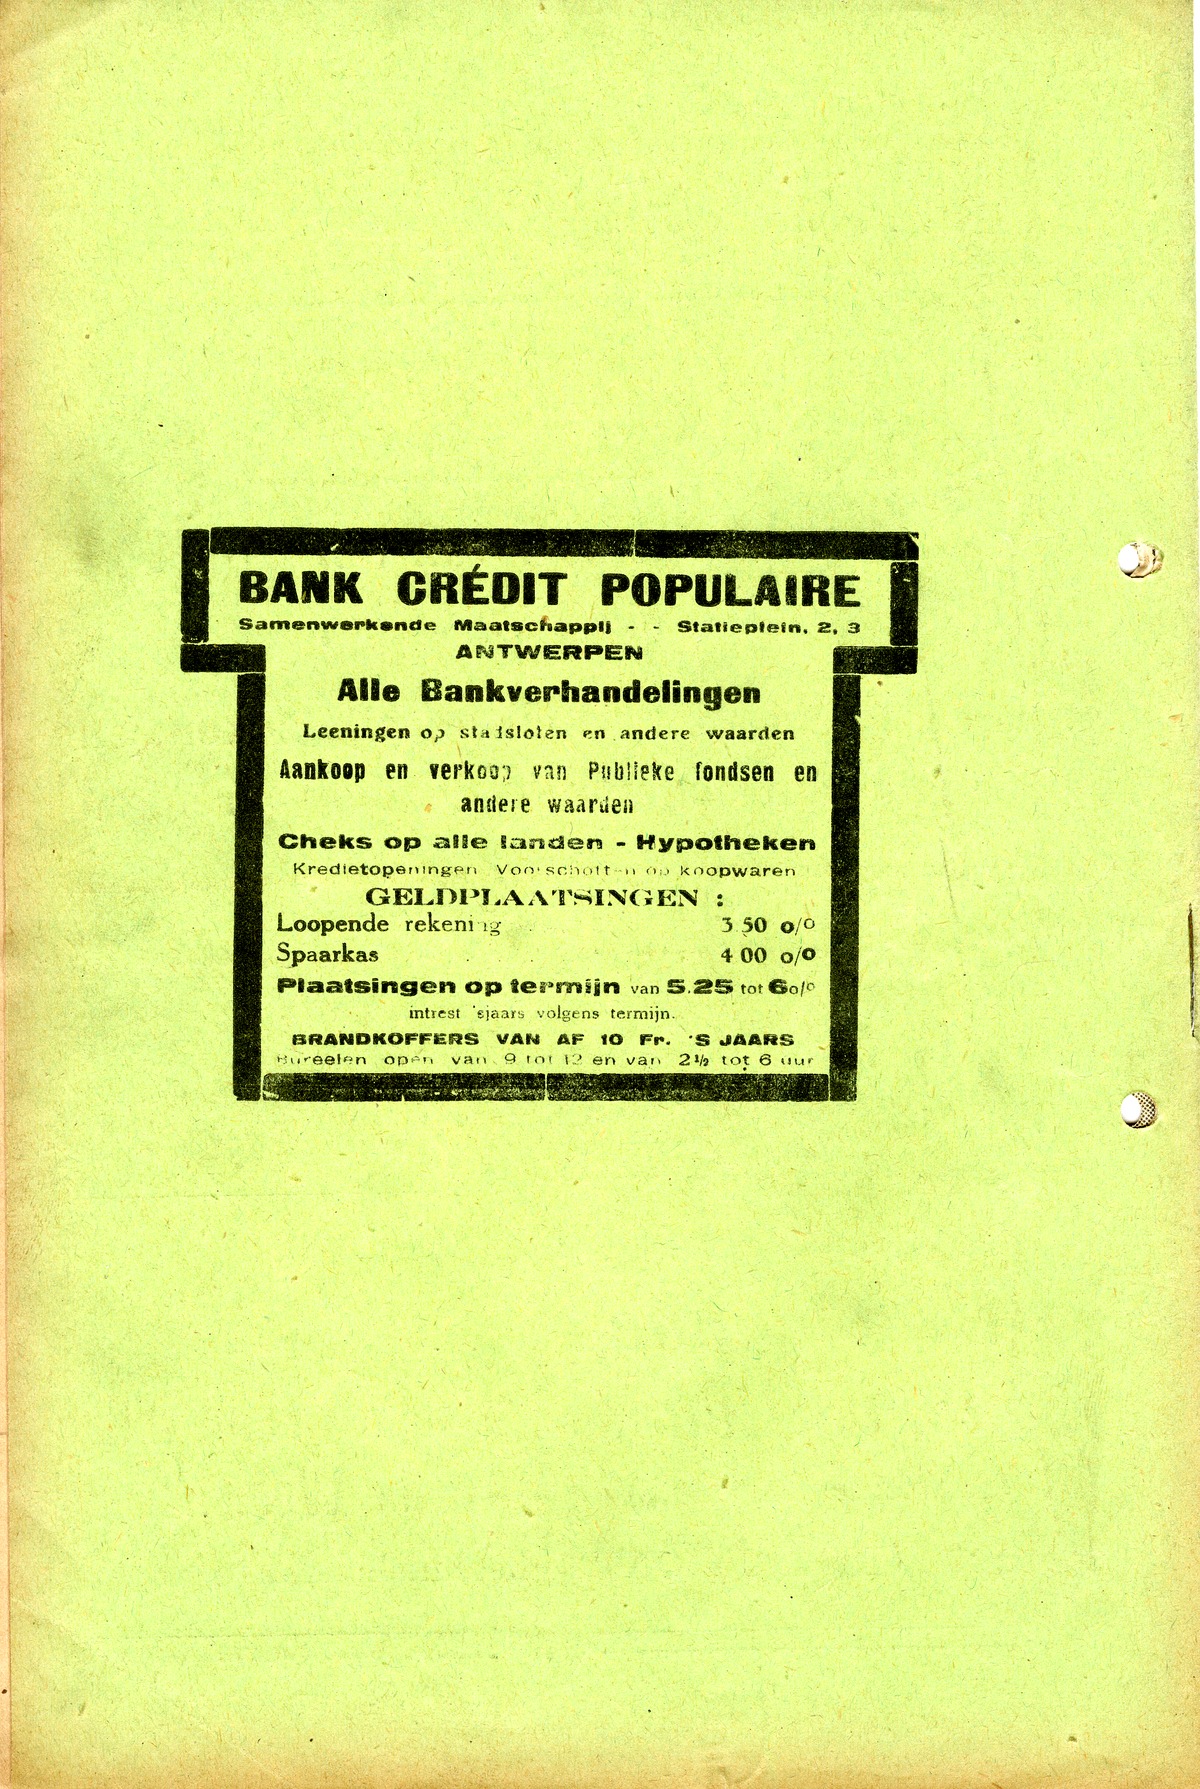 BANK CRÉDIT POPULAIRE
Samenwerkende Maatschappij - - Statieplein, 2, 3
ANTWERPEN
Alle Bankverhandelingen
Leeningen op stadsloten en andere waarden
Aankoop en verkoop van Publieke fondsen en
andere waarden
Cheks op alle landen - Hypotheken
Kredietopeningen Voorschotten op koopwaren
GELDPLAATSINGEN :
Loopende rekening 3 50 o/o
Spaarkas 4 00 o/o
Plaatsingen op termijn van 5.25 tot 6 o/o
intrest 'sjaars volgens termijn.
BRANDKOFFERS VAN AF 10 Fr. 'S JAARS
Bureelen open van 9 tot 12 en van 2 1/2 tot 6 uur